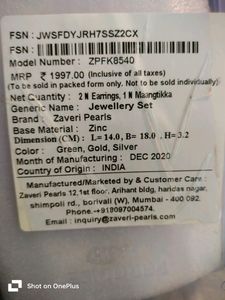 FSN : JWSFDYJRH7SSZ2CX
FSN :
Model Number : ZPFK8540
MRP ₹ 1997.00 (Inclusive of all taxes)
(To be sold in packed form only. Not to be sold individually)
Net Quantity : 2 N Earrings, 1 N Maangtikka
Generic Name : Jewellery Set
Brand : Zaveri Pearls
Base Material : Zinc
Dimension (CM) : L= 14.0, B= 18.0 , H= 3.2
Color : Green, Gold, Silver
Month of Manufacture : DEC 2020
Country of Origin : INDIA
Manufactured/Marketed by & Customer Care :
Zaveri Pearls 12,1st floor, Arihant bldg, haridas nagar,
shimpoli rd., borivali (W), Mumbai - 400 092.
Phone.-+918097004574.
Email : inquiry@zaveri-pearls.com
Shot on OnePlus